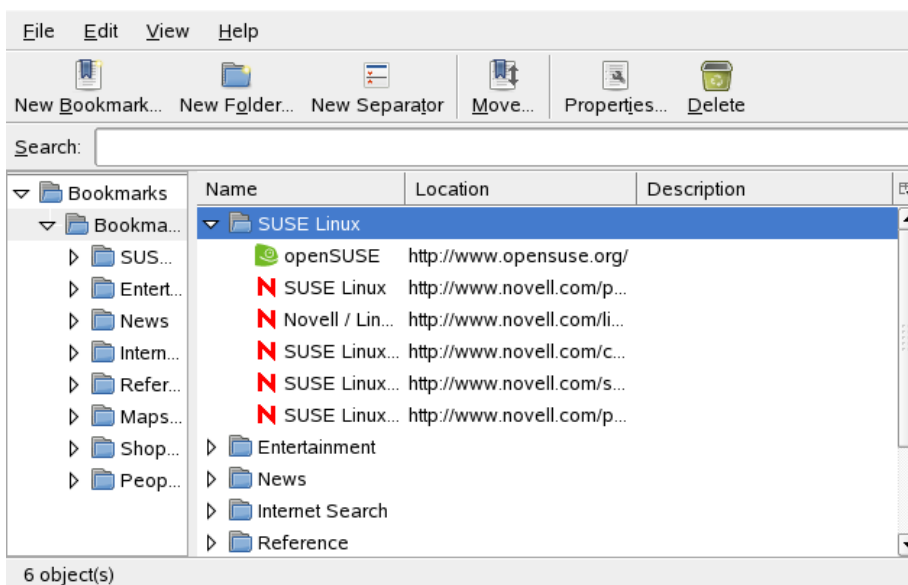 File Edit View Help
New Bookmark... New Folder... New Separator Move... Properties... Delete
Search:
Bookmarks
Bookma...
SUS...
Entert...
News
Intern...
Refer...
Maps...
Shop...
Peop...
Name Location Description
SUSE Linux
openSUSE http://www.opensuse.org/
SUSE Linux http://www.novell.com/p...
Novell / Lin... http://www.novell.com/li...
SUSE Linux... http://www.novell.com/c...
SUSE Linux... http://www.novell.com/s...
SUSE Linux... http://www.novell.com/p...
Entertainment
News
Internet Search
Reference
6 object(s)